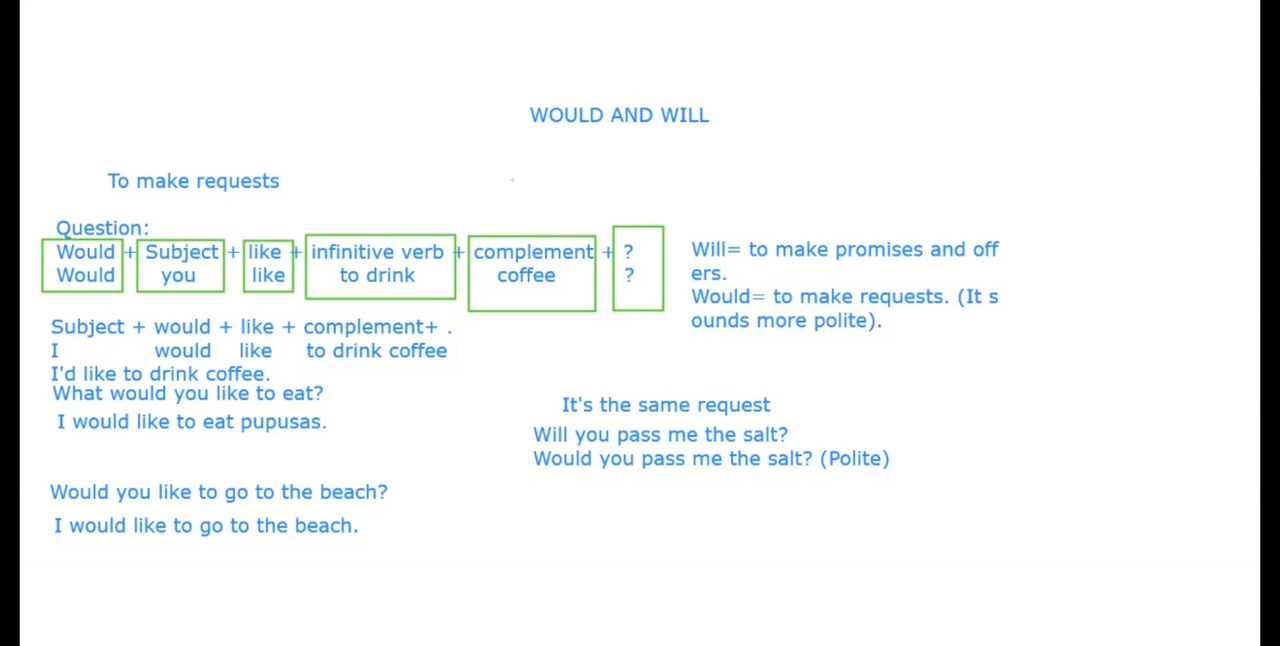 WOULD AND WILL
To make requests
Question:
Would + Subject + like + infinitive verb + complement + ?
Would you like to drink coffee ?
Subject + would + like + complement+ .
I would like to drink coffee
I'd like to drink coffee.
What would you like to eat?
I would like to eat pupusas.
Would you like to go to the beach?
I would like to go to the beach.
Will= to make promises and off
ers.
Would= to make requests. (It s
ounds more polite).
It's the same request
Will you pass me the salt?
Would you pass me the salt? (Polite)